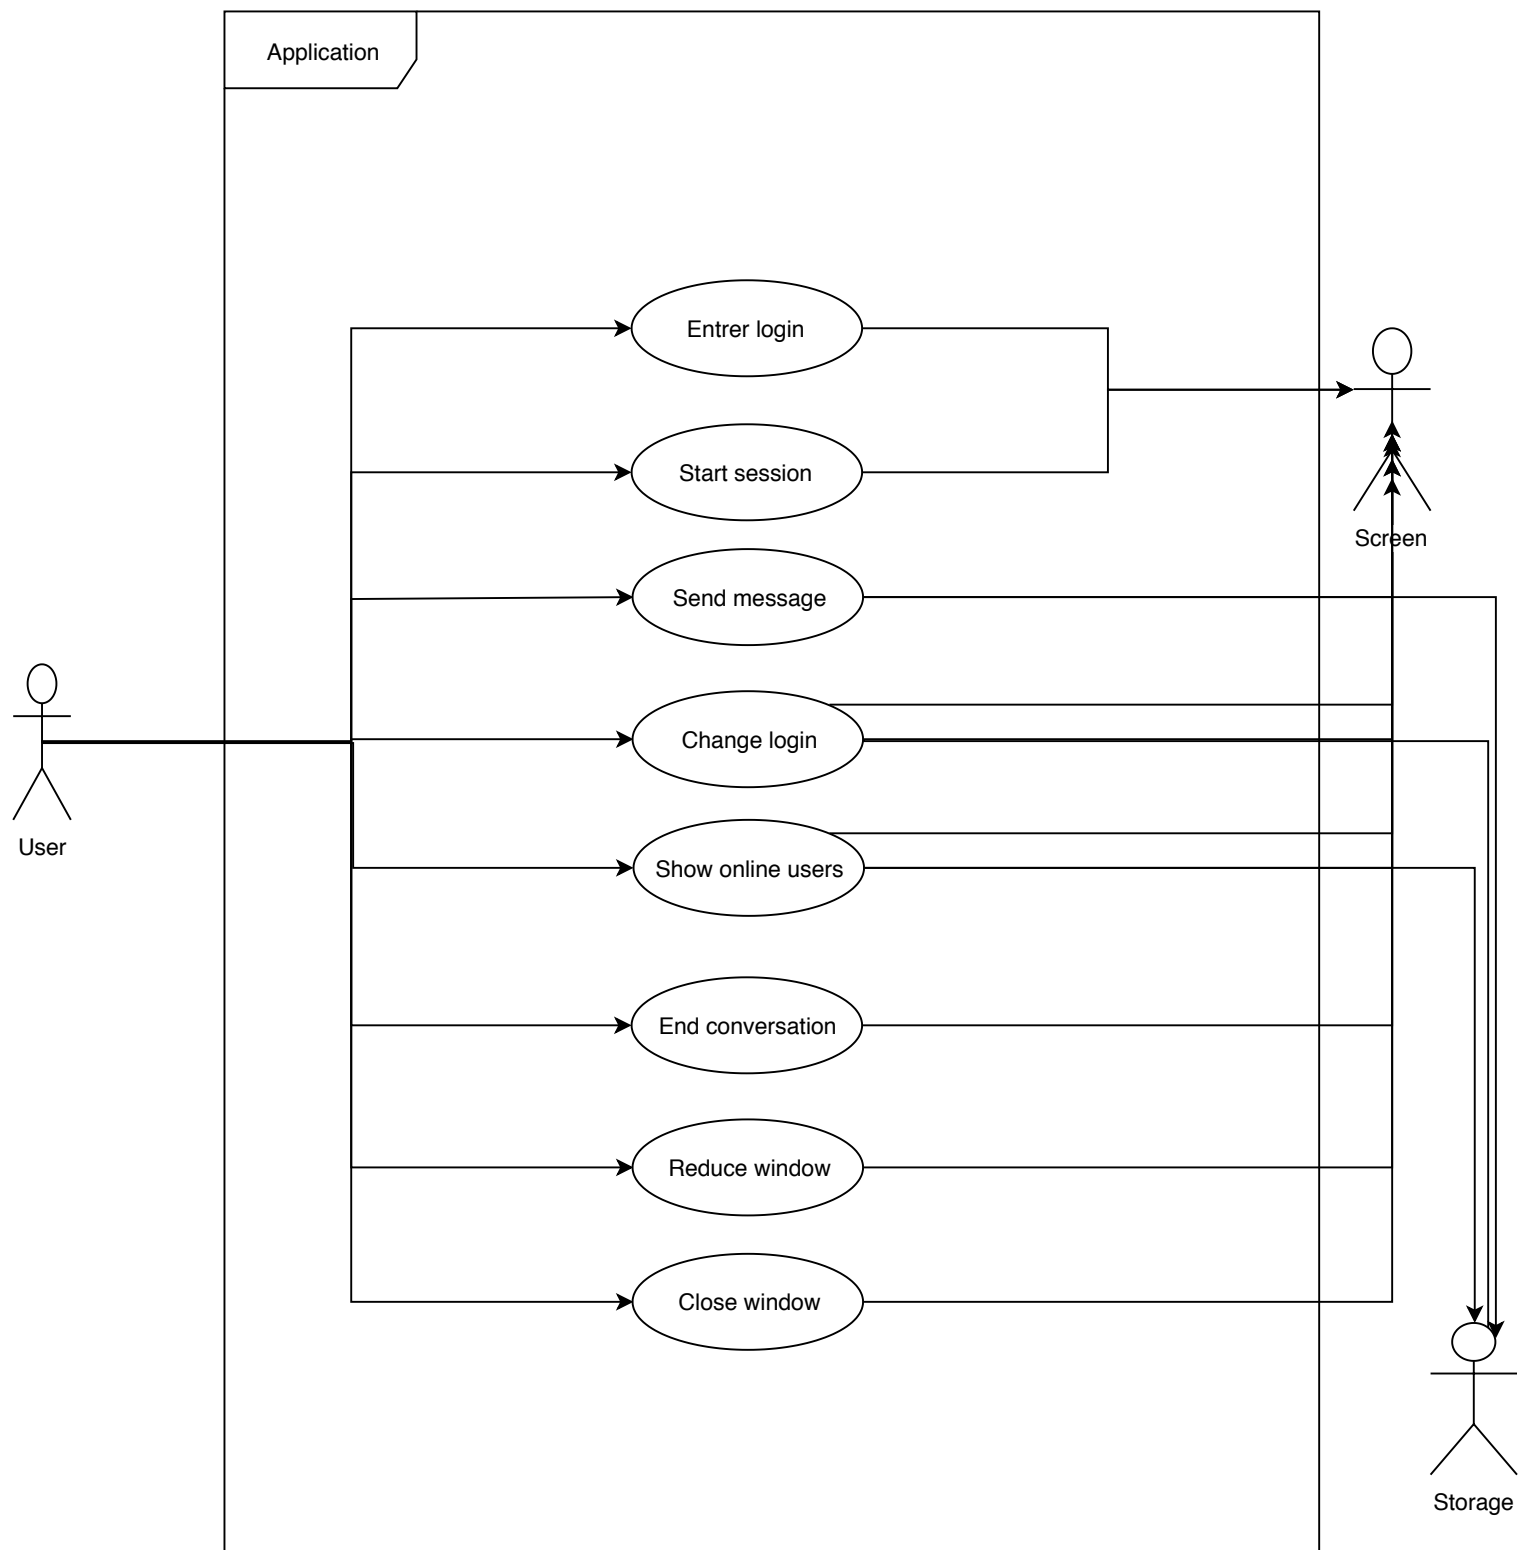 Application
Entrer login
Start session
Screen
Send message
Change login
User
Show online users
End conversation
Reduce window
Close window
Storage